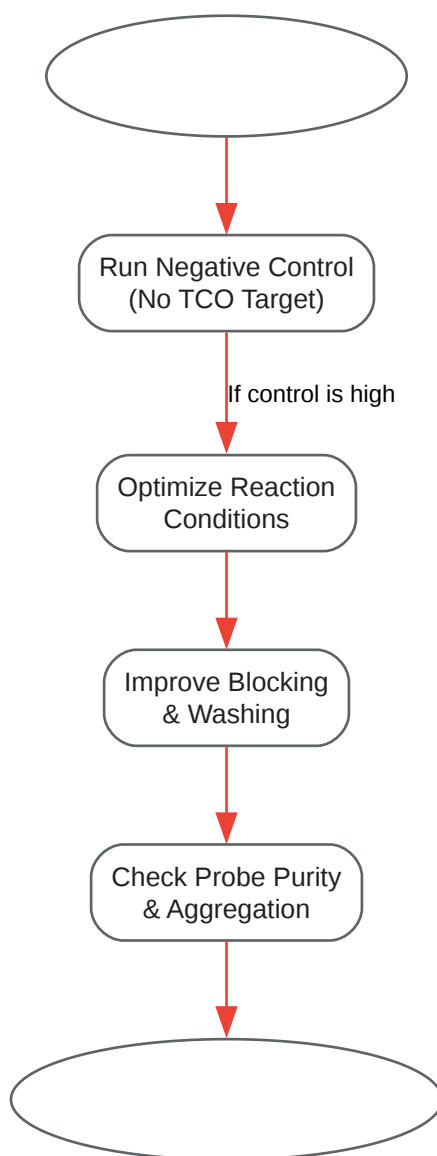 Run Negative Control
(No TCO Target)
If control is high
Optimize Reaction
Conditions
Improve Blocking
& Washing
Check Probe Purity
& Aggregation